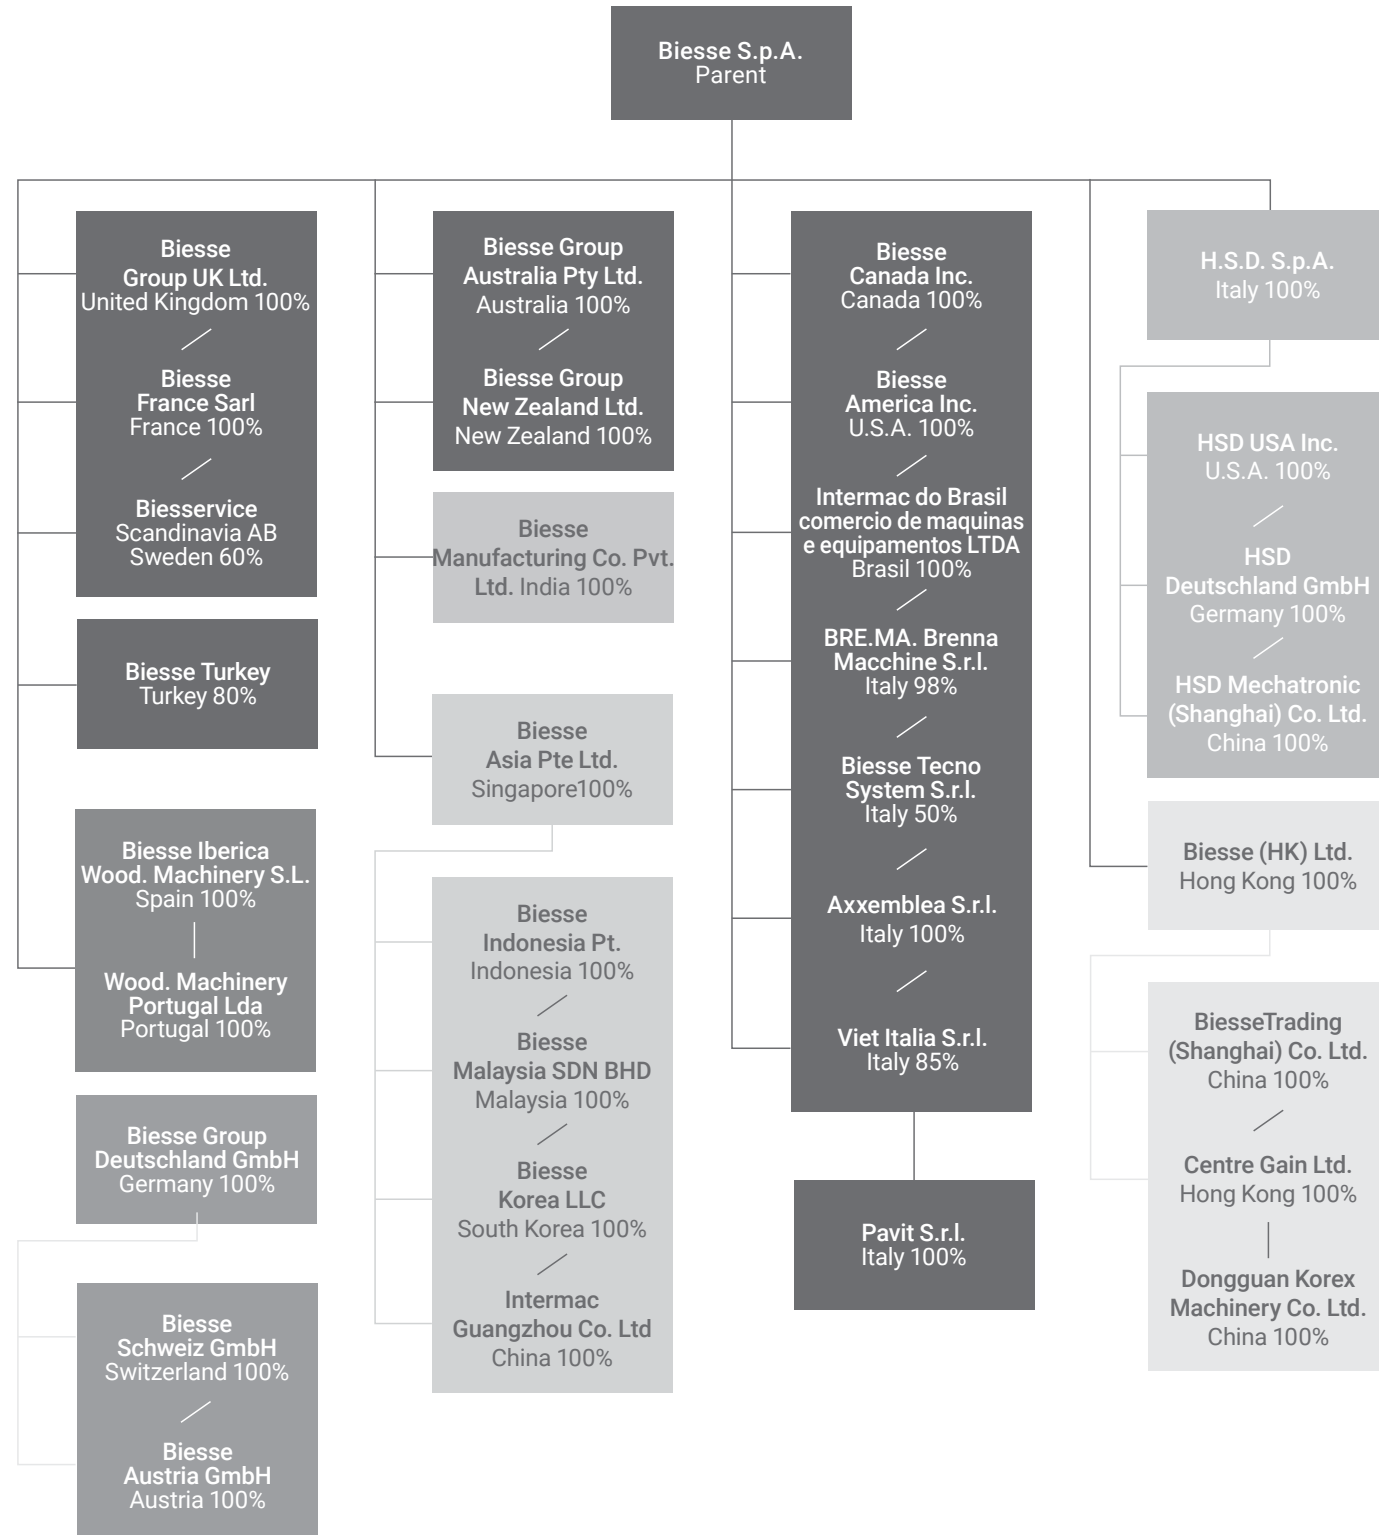 Biesse S.p.A.
Parent
Biesse
Group UK Ltd.
United Kingdom 100%
Biesse
France Sarl
France 100%
Biesservice
Scandinavia AB
Sweden 60%
Biesse Turkey
Turkey 80%
Biesse Iberica
Wood. Machinery S.L.
Spain 100%
Wood. Machinery
Portugal Lda
Portugal 100%
Biesse Group
Deutschland GmbH
Germany 100%
Biesse
Schweiz GmbH
Switzerland 100%
Biesse
Austria GmbH
Austria 100%
Biesse Group
Australia Pty Ltd.
Australia 100%
Biesse Group
New Zealand Ltd.
New Zealand 100%
Biesse
Manufacturing Co. Pvt.
Ltd. India 100%
Biesse
Asia Pte Ltd.
Singapore100%
Biesse
Indonesia Pt.
Indonesia 100%
Biesse
Malaysia SDN BHD
Malaysia 100%
Biesse
Korea LLC
South Korea 100%
Intermac
Guangzhou Co. Ltd
China 100%
Biesse
Canada Inc.
Canada 100%
Biesse
America Inc.
U.S.A. 100%
Intermac do Brasil
comercio de maquinas
e equipamentos LTDA
Brasil 100%
BRE.MA. Brenna
Macchine S.r.l.
Italy 98%
Biesse Tecno
System S.r.l.
Italy 50%
Axxemblea S.r.l.
Italy 100%
Viet Italia S.r.l.
Italy 85%
Pavit S.r.l.
Italy 100%
H.S.D. S.p.A.
Italy 100%
HSD USA Inc.
U.S.A. 100%
HSD
Deutschland GmbH
Germany 100%
HSD Mechatronic
(Shanghai) Co. Ltd.
China 100%
Biesse (HK) Ltd.
Hong Kong 100%
BiesseTrading
(Shanghai) Co. Ltd.
China 100%
Centre Gain Ltd.
Hong Kong 100%
Dongguan Korex
Machinery Co. Ltd.
China 100%